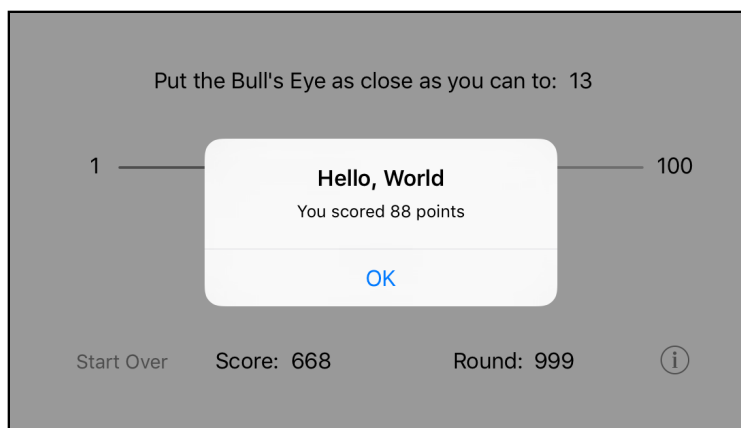 Put the Bull's Eye as close as you can to: 13
1 100
Hello, World
You scored 88 points
OK
Start Over Score: 668 Round: 999